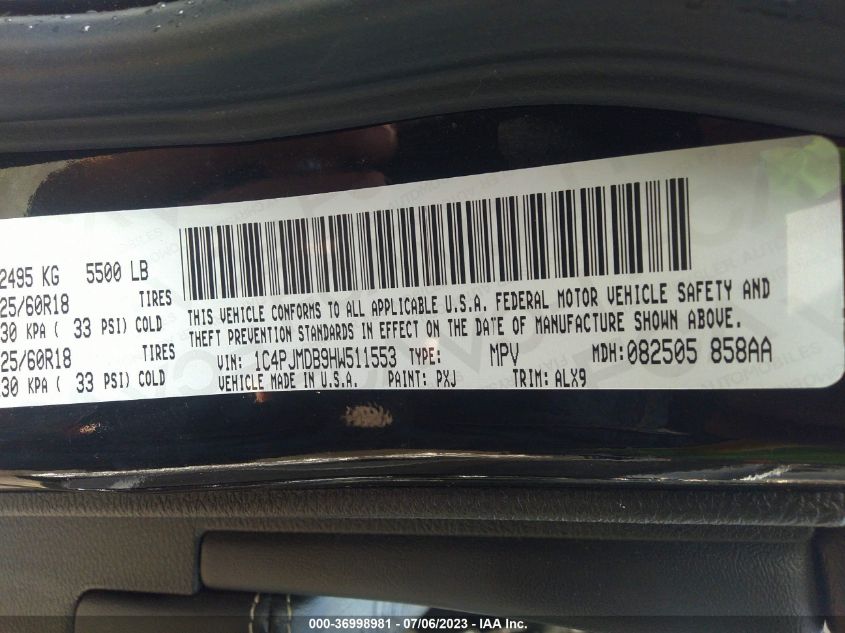 2495 KG 5500 LB
25/60R18 TIRES
30 KPA ( 33 PSI) COLD
25/60R18 TIRES
30 KPA ( 33 PSI) COLD
THIS VEHICLE CONFORMS TO ALL APPLICABLE U.S.A. FEDERAL MOTOR VEHICLE SAFETY AND
THEFT PREVENTION STANDARDS IN EFFECT ON THE DATE OF MANUFACTURE SHOWN ABOVE.
VIN: 1C4PJMDB9HW511553 TYPE: MPV MDH:082505 858AA
VEHICLE MADE IN U.S.A. PAINT: PXJ TRIM: ALX9
000-36998981 - 07/06/2023 - IAA Inc.